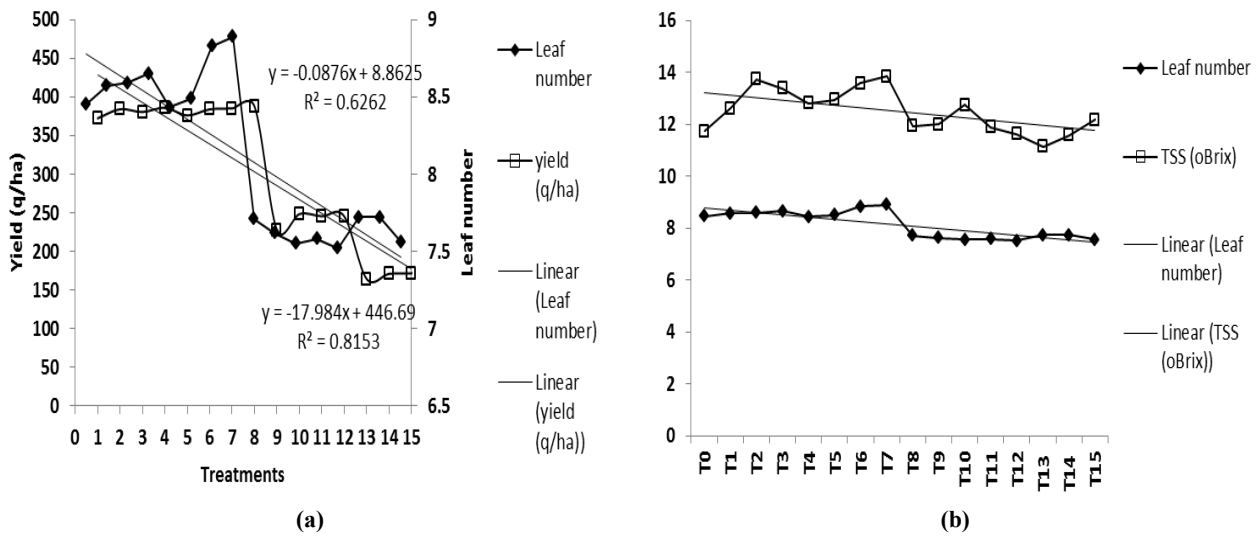 500
450
400
350
300
250
200
150
100
50
0
Yield (q/ha)
9
8.5
8
7.5
7
6.5
Leaf number
y = -0.0876x + 8.8625
R² = 0.6262
y = -17.984x + 446.69
R² = 0.8153
0 1 2 3 4 5 6 7 8 9 10 11 12 13 14 15
Treatments
Leaf
number
yield
(q/ha)
Linear
(Leaf
number)
Linear
(yield
(q/ha))
(a)
16
14
12
10
8
6
4
2
0
T0 T1 T2 T3 T4 T5 T6 T7 T8 T9 T10 T11 T12 T13 T14 T15
Leaf number
TSS (oBrix)
Linear (Leaf
number)
Linear (TSS
(oBrix))
(b)